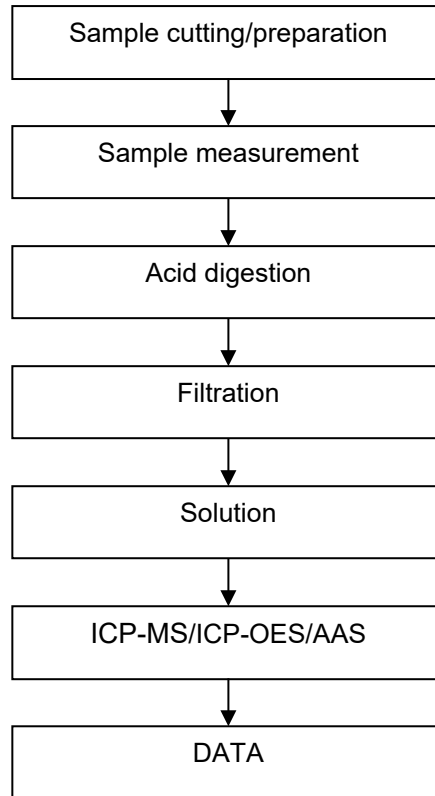 Sample cutting/preparation
Sample measurement
Acid digestion
Filtration
Solution
ICP-MS/ICP-OES/AAS
DATA